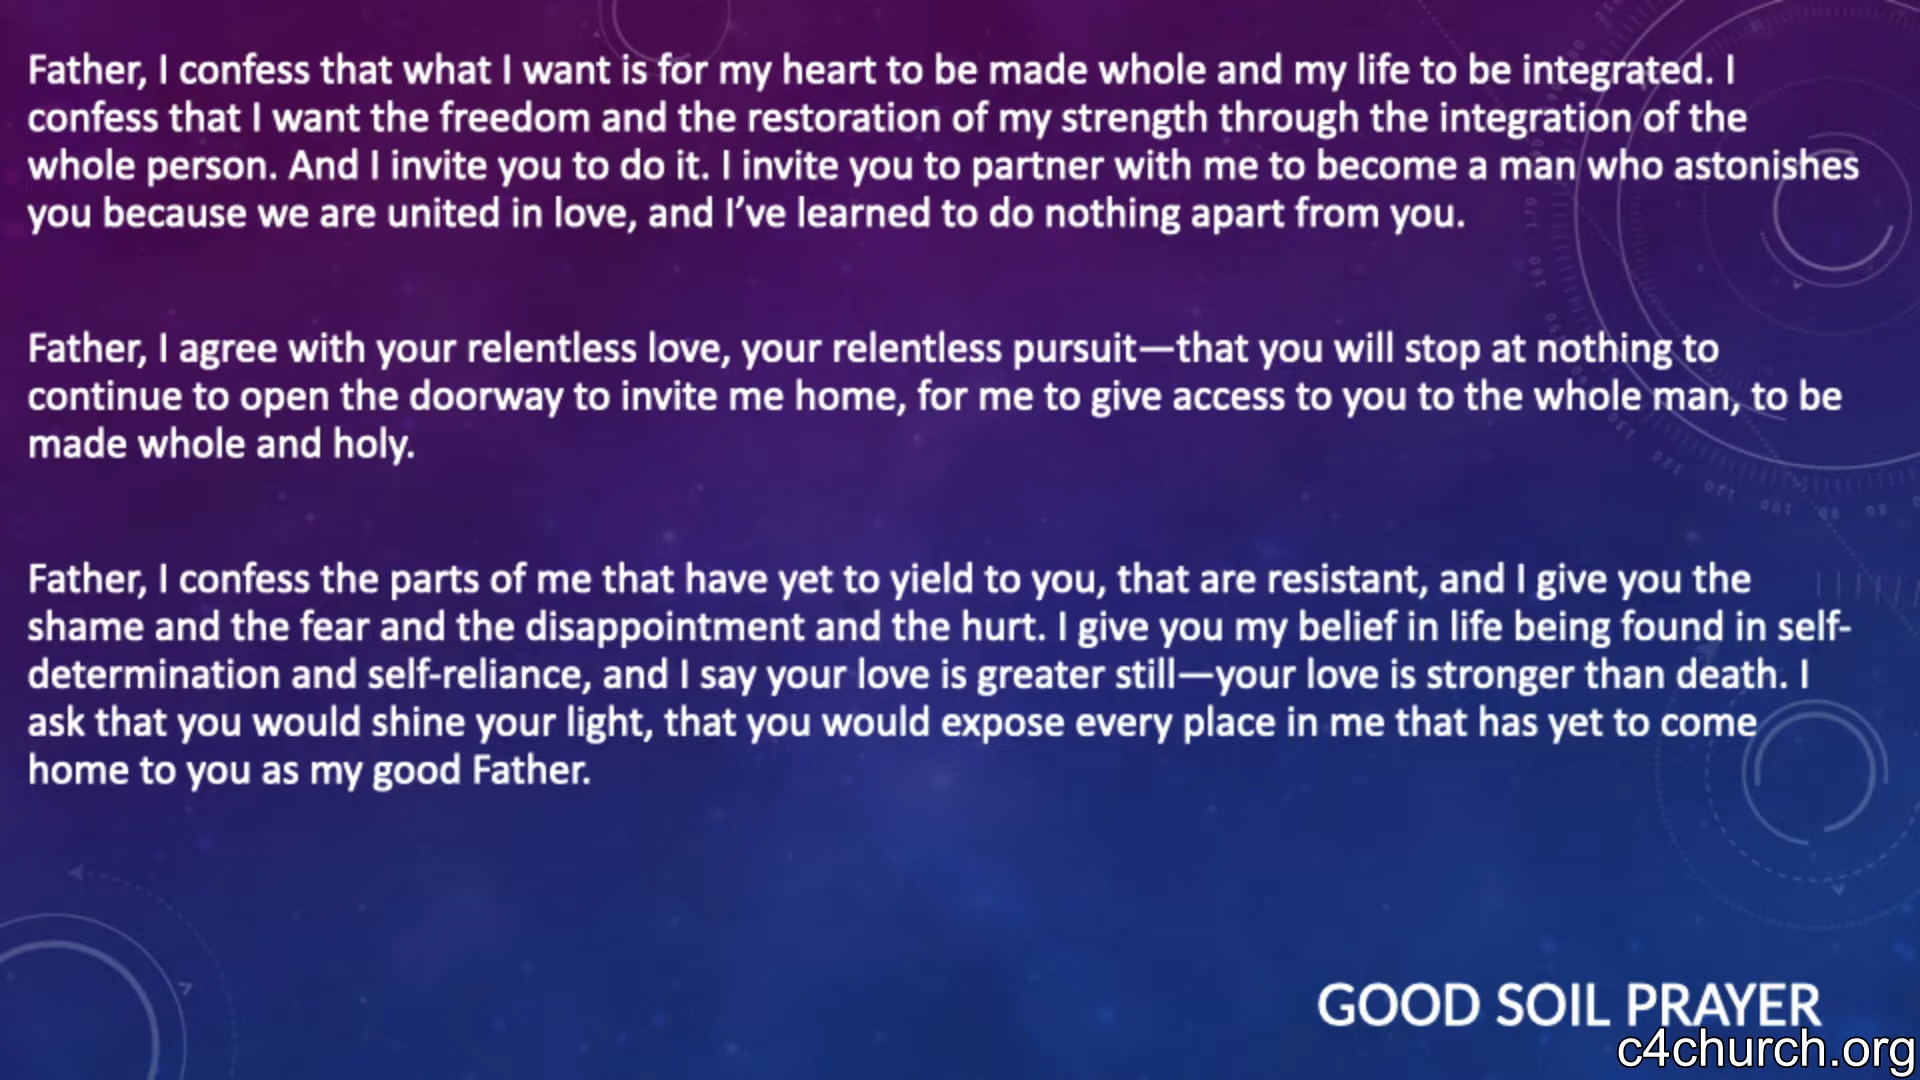 Father, I confess that what I want is for my heart to be made whole and my life to be integrated. I
confess that I want the freedom and the restoration of my strength through the integration of the
whole person. And I invite you to do it. I invite you to partner with me to become a man who astonishes
you because we are united in love, and I’ve learned to do nothing apart from you.
Father, I agree with your relentless love, your relentless pursuit—that you will stop at nothing to
continue to open the doorway to invite me home, for me to give access to you to the whole man, to be
made whole and holy.
Father, I confess the parts of me that have yet to yield to you, that are resistant, and I give you the
shame and the fear and the disappointment and the hurt. I give you my belief in life being found in self-
determination and self-reliance, and I say your love is greater still—your love is stronger than death. I
ask that you would shine your light, that you would expose every place in me that has yet to come
home to you as my good Father.
GOOD SOIL PRAYER
c4church.org